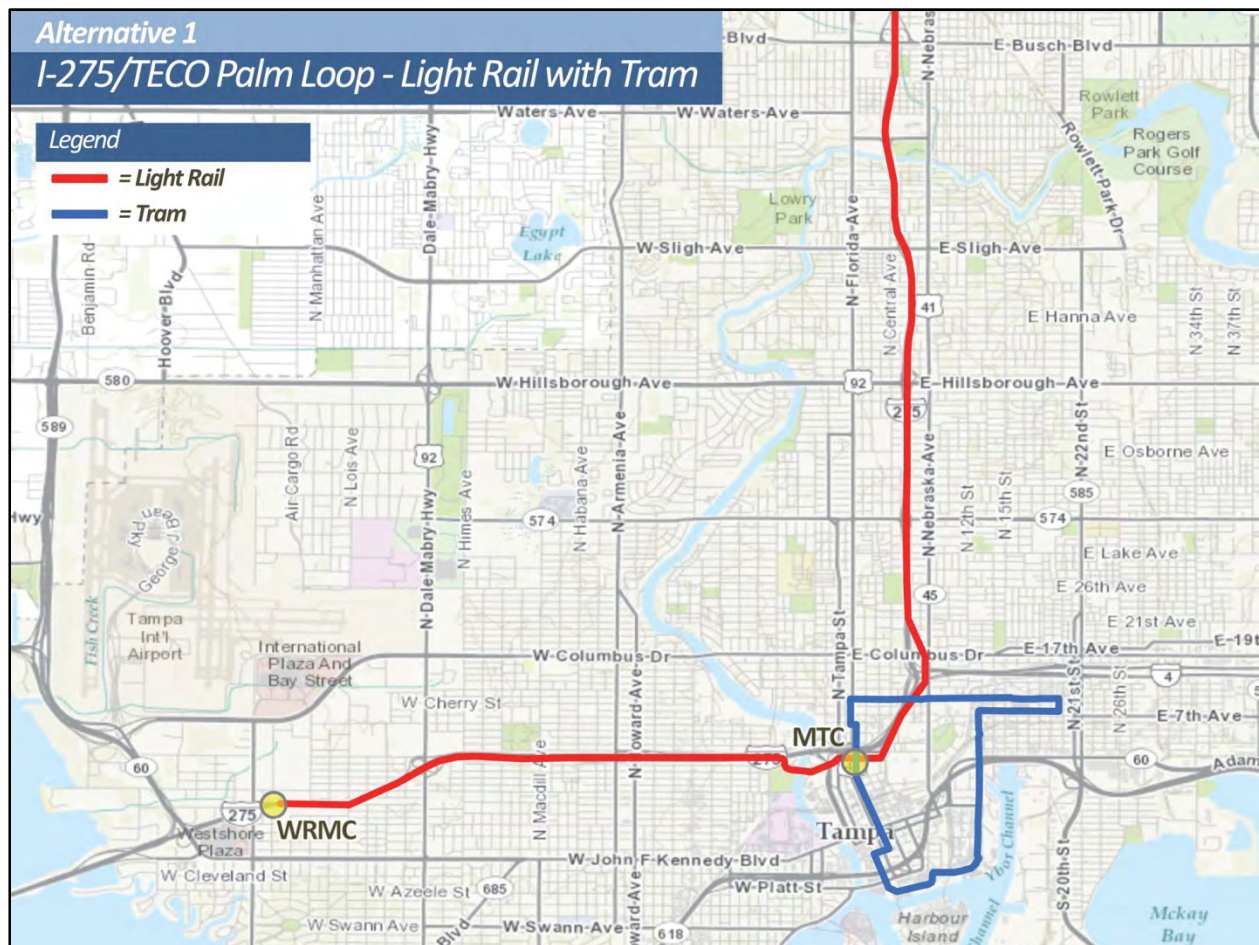 Alternative 1
I-275/TECO Palm Loop - Light Rail with Tram
Legend
= Light Rail
= Tram
Blvd
E Busch Blvd
N-Nebras
Waters Ave
W-Waters-Ave
Rowlett
Park
Rogers
Park Golf
Course
Rowlett-Park-Dr
Lowry
Park
Dale-Mabry-Hwy
N Manhattan Ave
Egypt
Lake
W-Sligh-Ave
E-Sligh-Ave
Benjamin Rd
Hoover-Blvd
N-Florida-Ave
N Central Ave
41
E Hanna Ave
N 34th St
N 37th St
580
W-Hillsborough-Ave
92
E-Hillsborough-Ave
275
589
Air Cargo Rd
N Lois Ave
92
N Himes Ave
N Habana Ave
N-Armenia-Ave
N-22nd-St
E Osborne Ave
585
Hwy
574
574
N-Nebraska-Ave
N 12th St
N 15th St
George J Bean Pky
E Lake Ave
E 26th Ave
45
E 21st Ave
Fish Creek
Tampa
Int'l
Airport
International
Plaza And
Bay Street
N-Dale-Mabry-Hwy
W-Columbus-Dr
N-Tampa-St
E-Columbus-Dr
E-17th-Ave
E-19t
4
W Cherry St
N-21st-St
N 26th St
E-7th-Ave
MTC
60
275
60
Adam
N Macdill Ave
275
WRMC
Westshore
Plaza
Tampa
Ybor Channel
W-John-F-Kennedy-Blvd
W Cleveland St
W Azeele St
685
W-Platt-St
S-20th-St
W Swann Ave
Blvd
W-Swann-Ave
618
Harbour
Island
Channel
Mckay
Bay